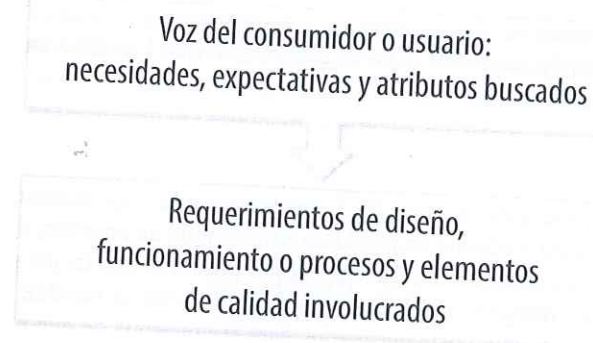 Voz del consumidor o usuario:
necesidades, expectativas y atributos buscados
Requerimientos de diseño,
funcionamiento o procesos y elementos
de calidad involucrados